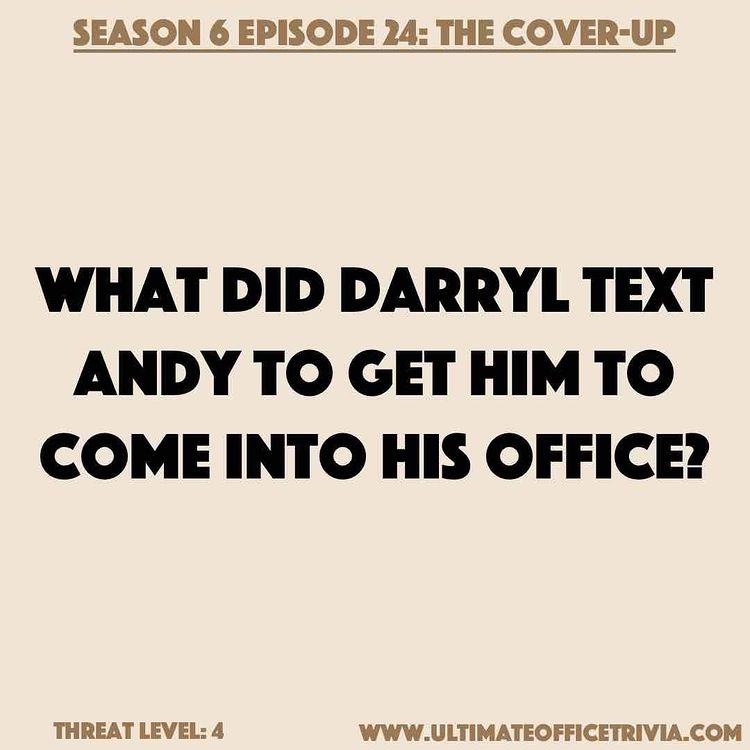 SEASON 6 EPISODE 24: THE COVER-UP
WHAT DID DARRYL TEXT
ANDY TO GET HIM TO
COME INTO HIS OFFICE?
THREAT LEVEL: 4
WWW.ULTIMATEOFFICETRIVIA.COM